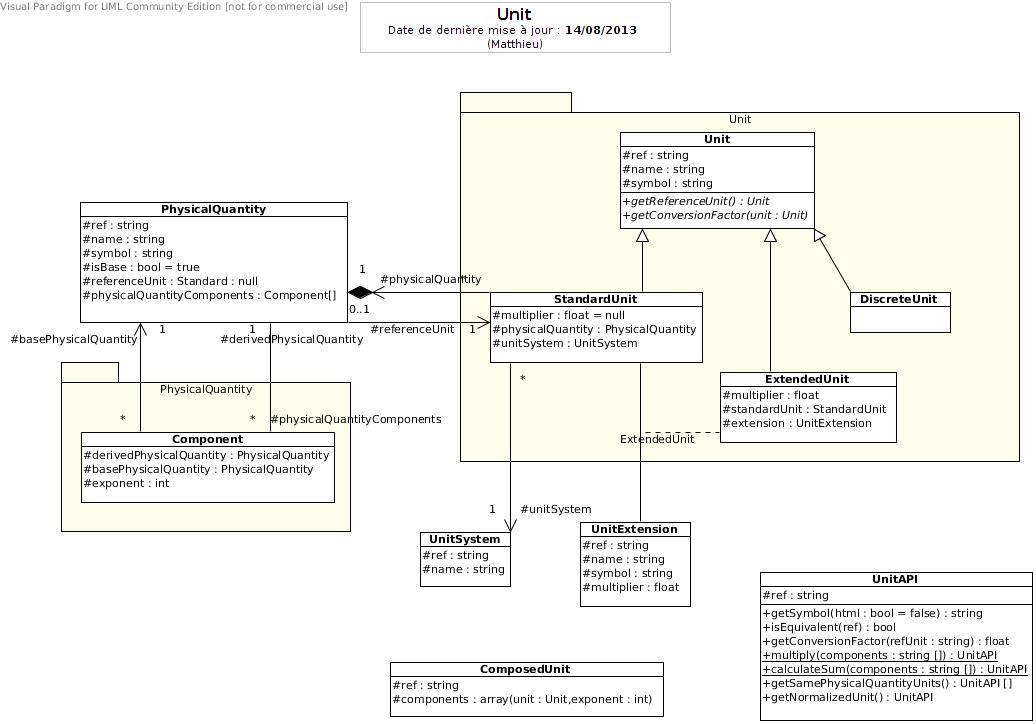 Visual Paradigm for UML Community Edition [not for commercial use]
Unit
Date de dernière mise à jour : 14/08/2013
(Matthieu)
Unit
Unit
#ref : string
#name : string
#symbol : string
+getReferenceUnit() : Unit
+getConversionFactor(unit : Unit)
PhysicalQuantity
#ref : string
#name : string
#symbol : string
#isBase : bool = true
#referenceUnit : Standard : null
#physicalQuantityComponents : Component[]
1
#physicalQuantity
*
0..1
#referenceUnit
1
StandardUnit
#multiplier : float = null
#physicalQuantity : PhysicalQuantity
#unitSystem : UnitSystem
DiscreteUnit
ExtendedUnit
#multiplier : float
#standardUnit : StandardUnit
#extension : UnitExtension
ExtendedUnit
#basePhysicalQuantity
1
1
#derivedPhysicalQuantity
PhysicalQuantity
*
*
#physicalQuantityComponents
Component
#derivedPhysicalQuantity : PhysicalQuantity
#basePhysicalQuantity : PhysicalQuantity
#exponent : int
*
1
#unitSystem
UnitSystem
#ref : string
#name : string
UnitExtension
#ref : string
#name : string
#symbol : string
#multiplier : float
UnitAPI
#ref : string
+getSymbol(html : bool = false) : string
+isEquivalent(ref) : bool
+getConversionFactor(refUnit : string) : float
+multiply(components : string []) : UnitAPI
+calculateSum(components : string []) : UnitAPI
+getSamePhysicalQuantityUnits() : UnitAPI []
+getNormalizedUnit() : UnitAPI
ComposedUnit
#ref : string
#components : array(unit : Unit,exponent : int)